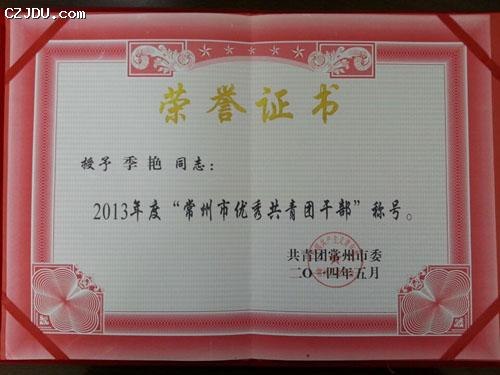 CZJDU.COM
荣誉证书
授予 季艳 同志：
2013年度“常州市优秀共青团干部”称号。
共青团常州市委
二〇一四年五月